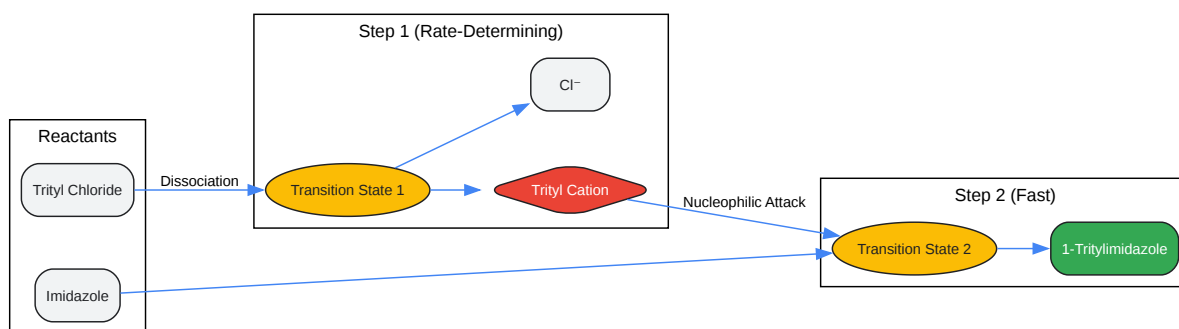 Step 1 (Rate-Determining)
Cl⁻
Reactants
Trityl Chloride
Dissociation
Transition State 1
Trityl Cation
Nucleophilic Attack
Step 2 (Fast)
Transition State 2
1-Tritylimidazole
Imidazole